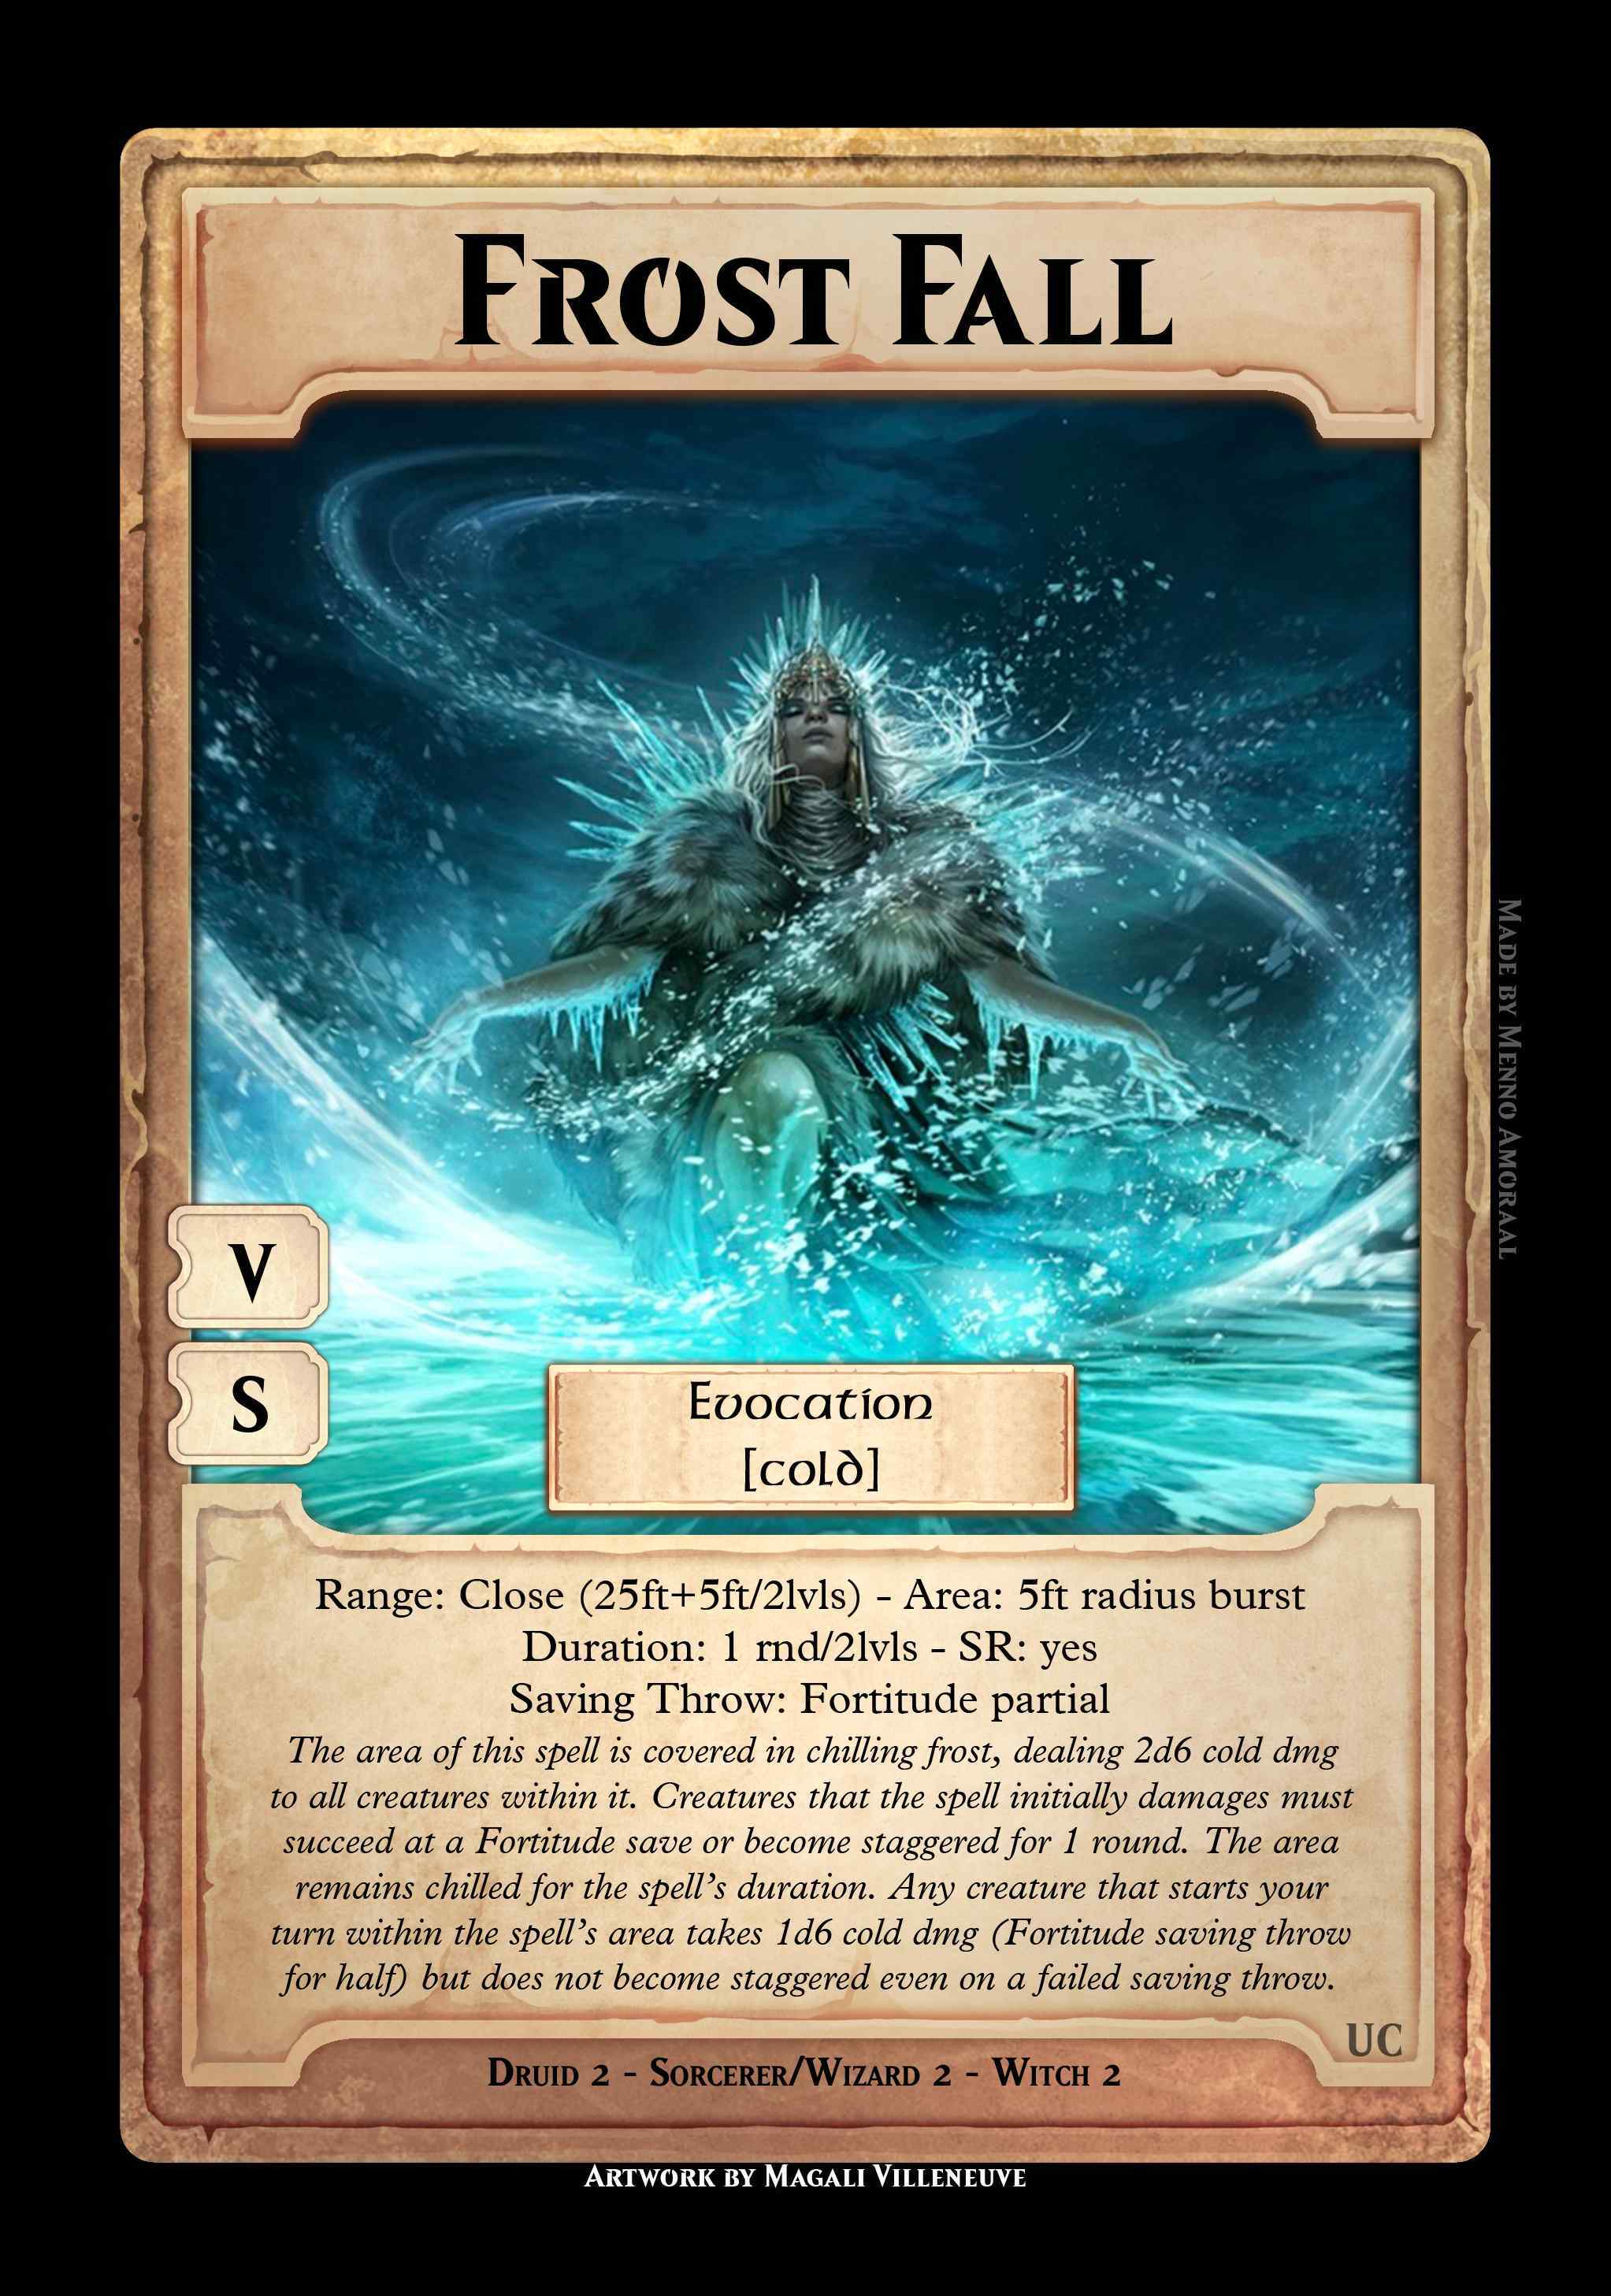 Frost Fall
Made by Menno Amoraal
V
S
Evocation
[cold]
Range: Close (25ft+5ft/2lvls) - Area: 5ft radius burst
Duration: 1 rnd/2lvls - SR: yes
Saving Throw: Fortitude partial
The area of this spell is covered in chilling frost, dealing 2d6 cold dmg
to all creatures within it. Creatures that the spell initially damages must
succeed at a Fortitude save or become staggered for 1 round. The area
remains chilled for the spell's duration. Any creature that starts your
turn within the spell's area takes 1d6 cold dmg (Fortitude saving throw
for half) but does not become staggered even on a failed saving throw.
UC
Druid 2 - Sorcerer/Wizard 2 - Witch 2
Artwork by Magali Villeneuve